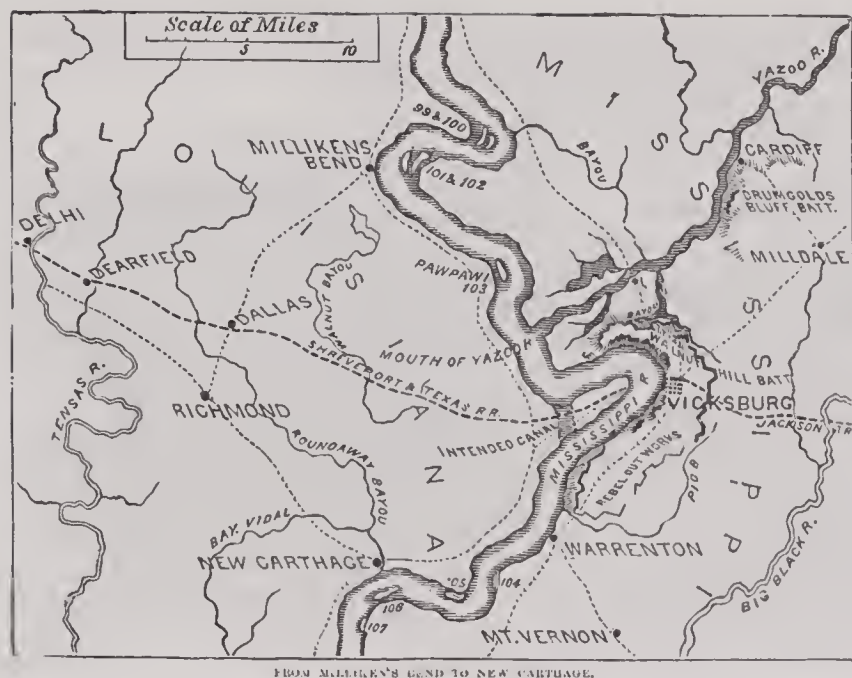 Scale of Miles
5 10
YAZOO R.
L O U I S I A N A
M I S S I S S I P P I
99 & 100
MILLIKENS
BEND
101 & 102
BAYOU
CARDIFF
DRUMGOLDS
BLUFF BATT.
DELHI
MILLDALE
DEARFIELD
PAWPAW I
103
WALNUT BAYOU
DALLAS
BAYOU
MOUTH OF YAZOO R
WALNUT
HILL BATT
SHREVEPORT & TEXAS RR.
VICKSBURG
TENSAS R.
RICHMOND
JACKSON
INTENDED CANAL
MISSISSIPPI R
ROUNDAWAY BAYOU
REBEL OUT WORKS
BIG BLACK R.
BAY. VIDAL
NEW CARTHAGE
WARRENTON
105
104
106
107
MT. VERNON
FROM MILLIKEN'S BEND TO NEW CARTHAGE.